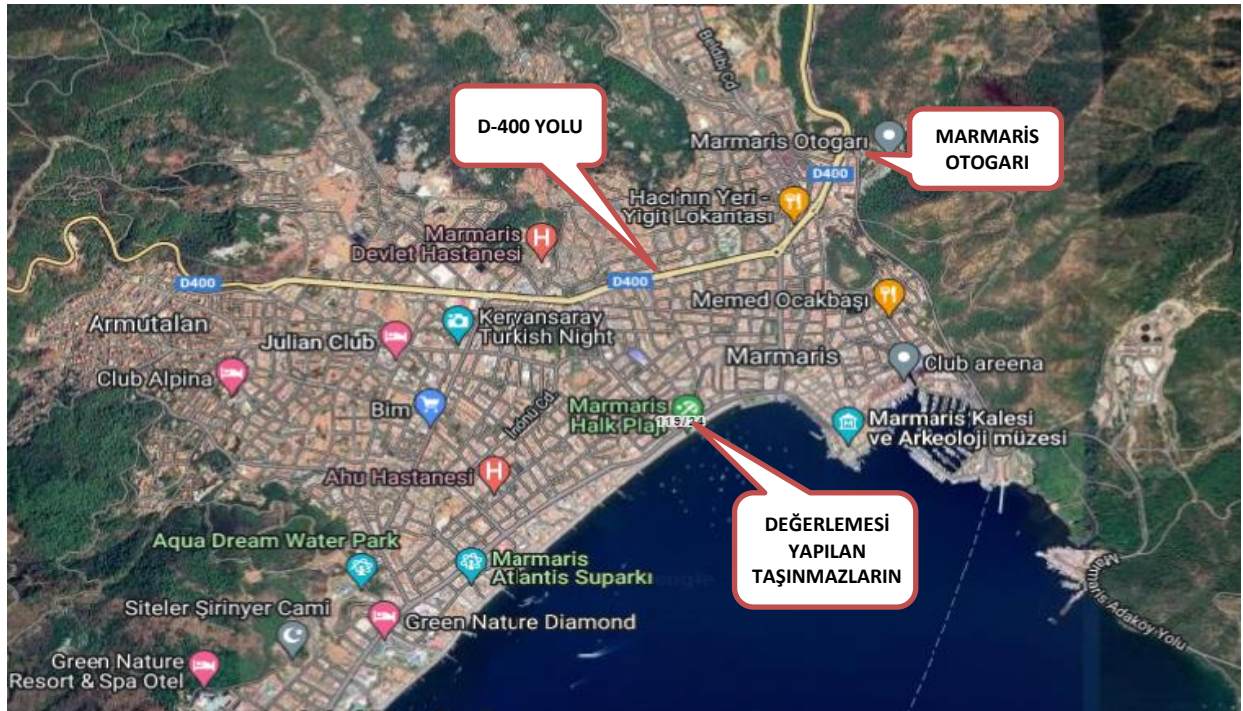 Beldibi Cd
D-400 YOLU
Marmaris Otogarı
MARMARİS
OTOGARI
D400
Hacı'nın Yeri -
Yigit Lokantası
Marmaris
Devlet Hastanesi
D400
D400
Memed Ocakbaşı
Armutalan
Kervansaray
Turkish Night
Julian Club
Marmaris
Club areena
Club Alpina
Bim
İnönü Cd.
Marmaris
Halk Plajı
Marmaris Kalesi
ve Arkeoloji müzesi
Ahu Hastanesi
DEĞERLEMESİ
YAPILAN
TAŞINMAZLARIN
Aqua Dream Water Park
Marmaris
Atlantis Suparkı
Siteler Şirinyer Cami
Green Nature Diamond
Marmaris Adaköy Yolu
Green Nature
Resort & Spa Otel